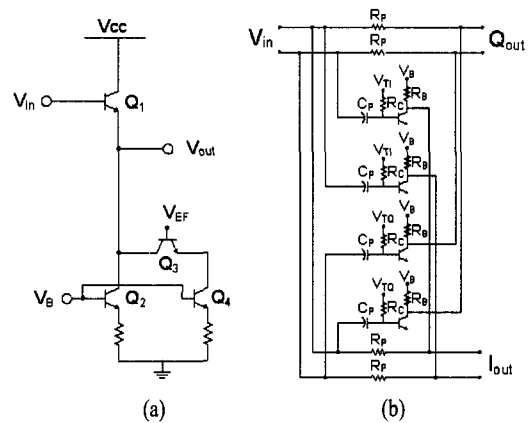 Vcc
Vin
Q1
Vout
VEF
Q3
VB
Q2
Q4
(a)
Vin
RP
RP
Qout
VB
VTI
RB
CP
RC
VB
VTI
RB
CP
RC
VB
VTQ
RB
CP
RC
VB
VTQ
RB
CP
RC
RP
RP
Iout
(b)